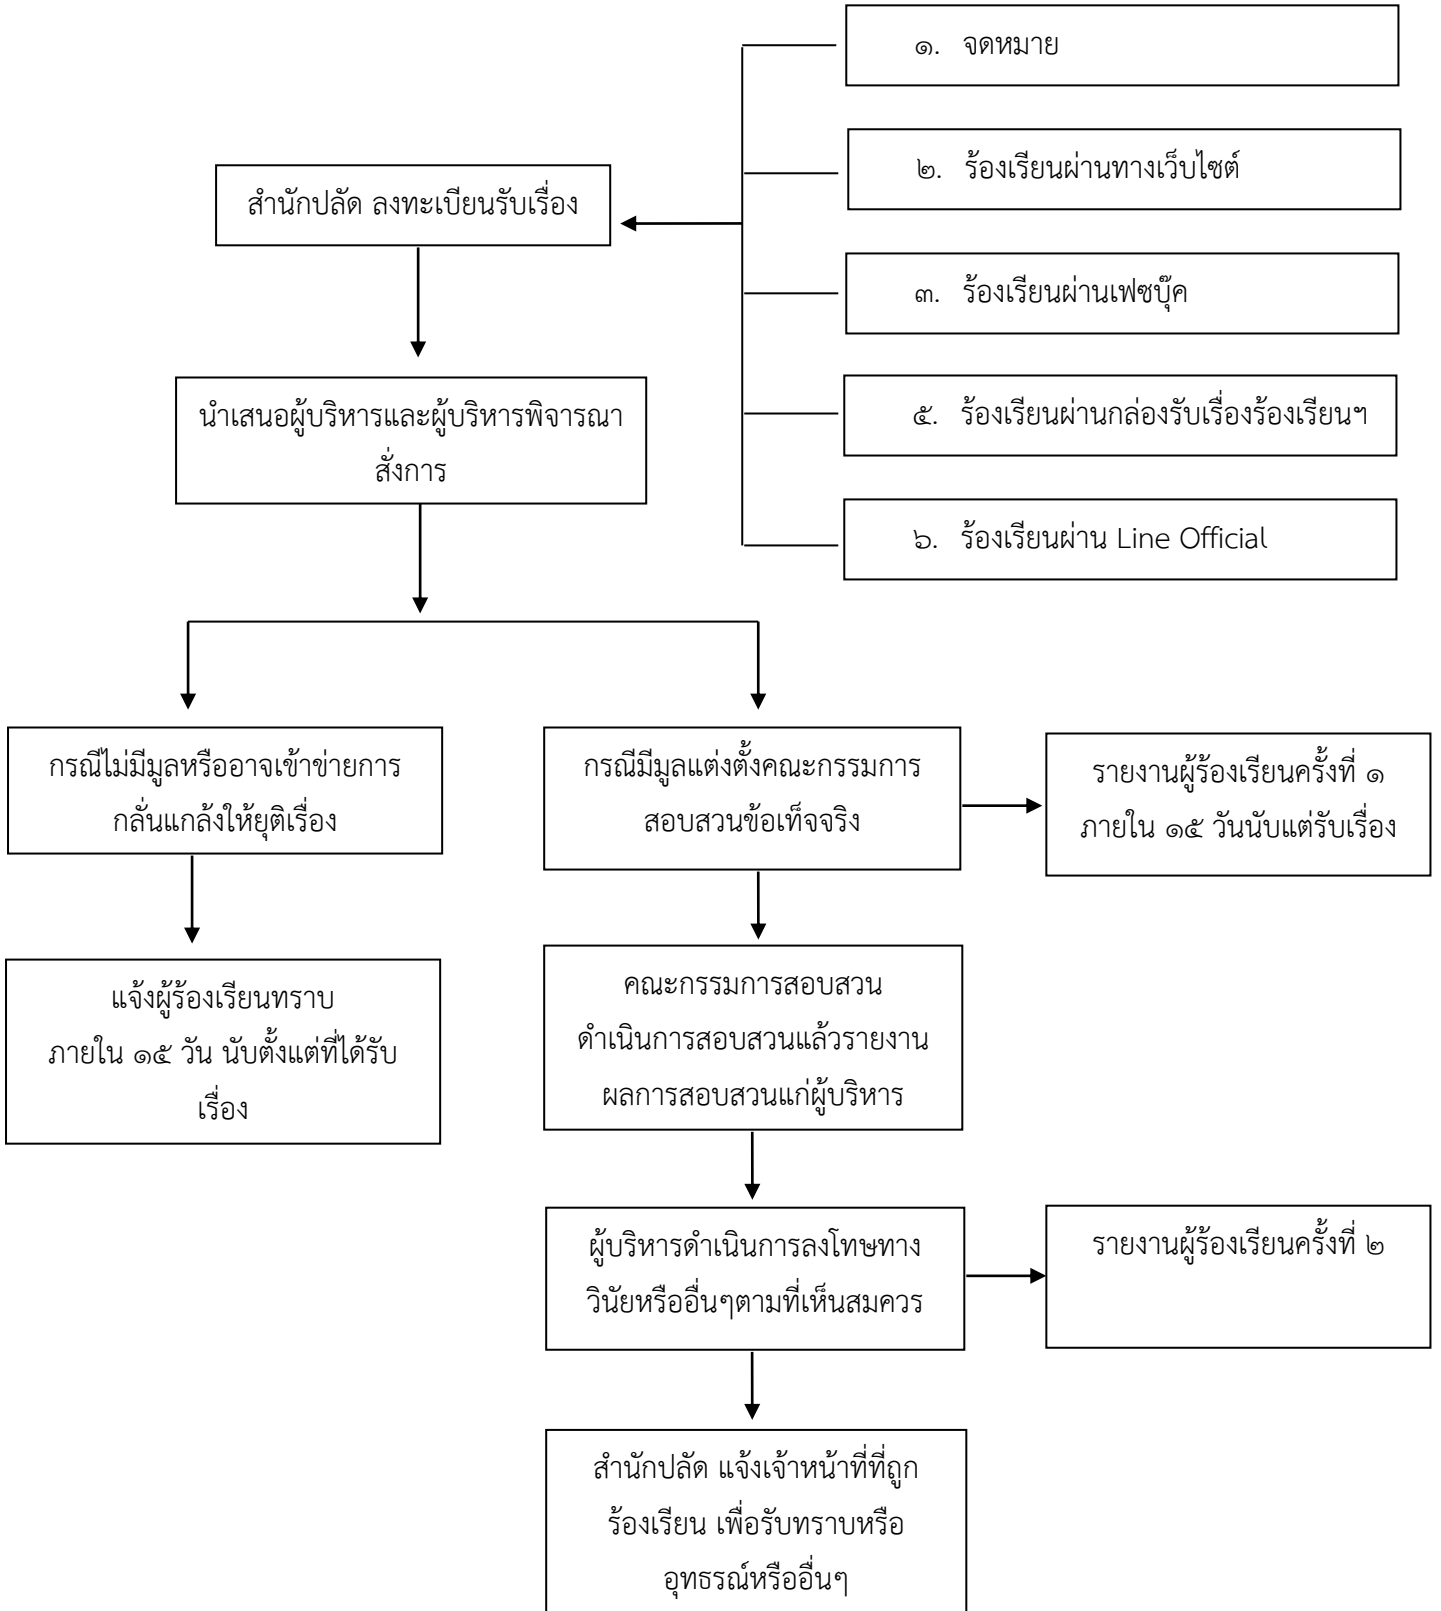 ๑. จดหมาย
๒. ร้องเรียนผ่านทางเว็บไซต์
สำนักปลัด ลงทะเบียนรับเรื่อง
๓. ร้องเรียนผ่านเฟซบุ๊ค
๕. ร้องเรียนผ่านกล่องรับเรื่องร้องเรียนฯ
นำเสนอผู้บริหารและผู้บริหารพิจารณา
สั่งการ
๖. ร้องเรียนผ่าน Line Official
กรณีไม่มีมูลหรืออาจเข้าข่ายการ
กลั่นแกล้งให้ยุติเรื่อง
กรณีมีมูลแต่งตั้งคณะกรรมการ
สอบสวนข้อเท็จจริง
รายงานผู้ร้องเรียนครั้งที่ ๑
ภายใน ๑๕ วันนับแต่รับเรื่อง
แจ้งผู้ร้องเรียนทราบ
ภายใน ๑๕ วัน นับตั้งแต่ที่ได้รับ
เรื่อง
คณะกรรมการสอบสวน
ดำเนินการสอบสวนแล้วรายงาน
ผลการสอบสวนแก่ผู้บริหาร
ผู้บริหารดำเนินการลงโทษทาง
วินัยหรืออื่นๆตามที่เห็นสมควร
รายงานผู้ร้องเรียนครั้งที่ ๒
สำนักปลัด แจ้งเจ้าหน้าที่ที่ถูก
ร้องเรียน เพื่อรับทราบหรือ
อุทธรณ์หรืออื่นๆ